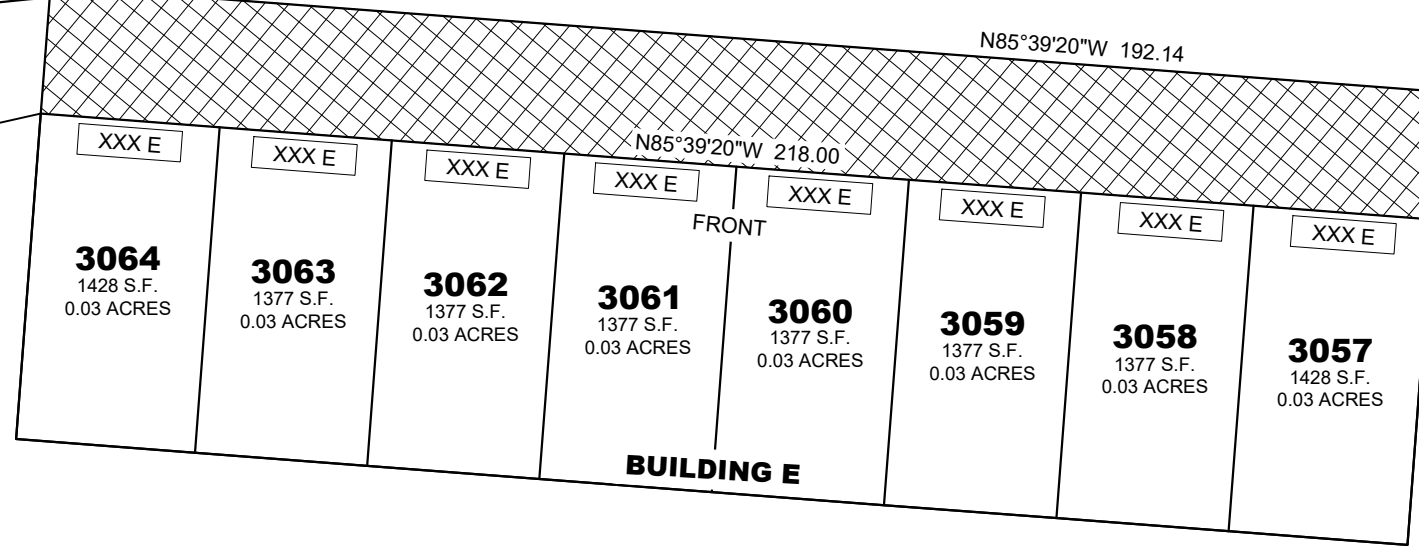 N85°39'20"W 192.14
N85°39'20"W 218.00
XXX E
XXX E
XXX E
XXX E
XXX E
XXX E
XXX E
XXX E
FRONT
3064
1428 S.F.
0.03 ACRES
3063
1377 S.F.
0.03 ACRES
3062
1377 S.F.
0.03 ACRES
3061
1377 S.F.
0.03 ACRES
3060
1377 S.F.
0.03 ACRES
3059
1377 S.F.
0.03 ACRES
3058
1377 S.F.
0.03 ACRES
3057
1428 S.F.
0.03 ACRES
BUILDING E